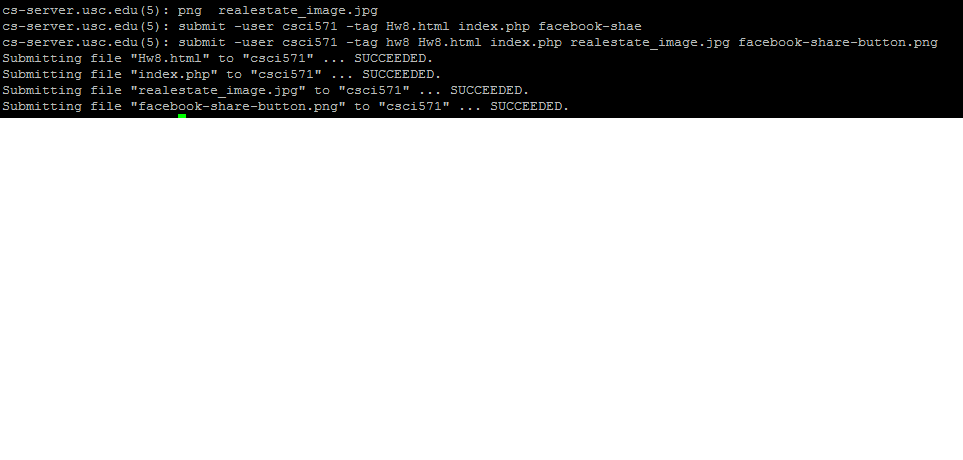 cs-server.usc.edu(5): png  realestate_image.jpg
cs-server.usc.edu(5): submit -user csci571 -tag Hw8.html index.php facebook-shae
cs-server.usc.edu(5): submit -user csci571 -tag hw8 Hw8.html index.php realestate_image.jpg facebook-share-button.png
Submitting file "Hw8.html" to "csci571" ... SUCCEEDED.
Submitting file "index.php" to "csci571" ... SUCCEEDED.
Submitting file "realestate_image.jpg" to "csci571" ... SUCCEEDED.
Submitting file "facebook-share-button.png" to "csci571" ... SUCCEEDED.